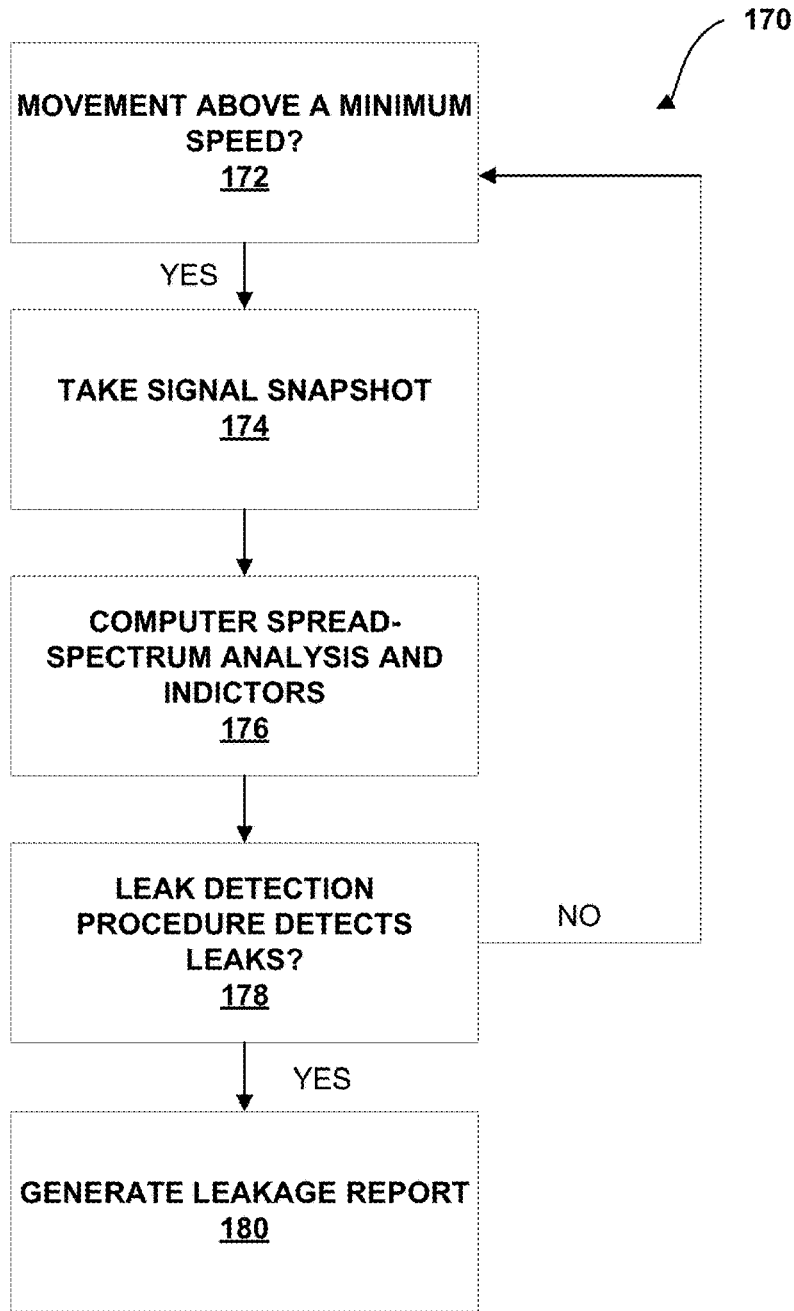 170
MOVEMENT ABOVE A MINIMUM
SPEED?
172
YES
TAKE SIGNAL SNAPSHOT
174
COMPUTER SPREAD-
SPECTRUM ANALYSIS AND
INDICTORS
176
LEAK DETECTION
PROCEDURE DETECTS
LEAKS?
178
NO
YES
GENERATE LEAKAGE REPORT
180